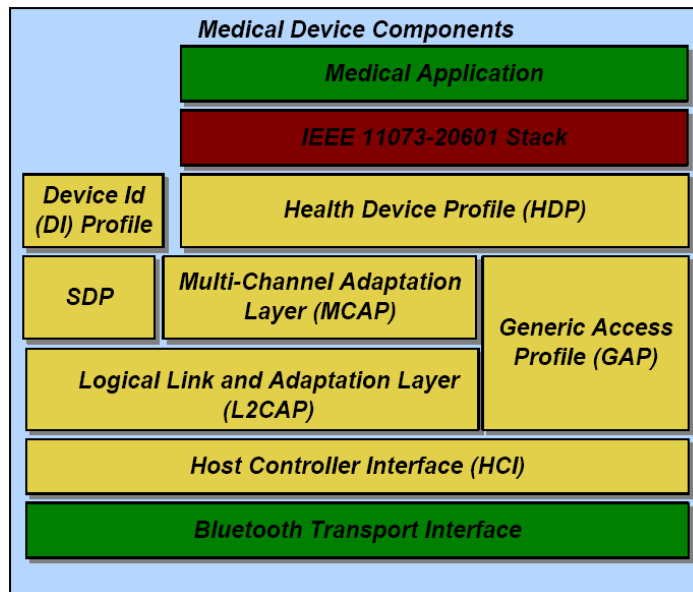 Medical Device Components
Medical Application
IEEE 11073-20601 Stack
Device Id
(DI) Profile
Health Device Profile (HDP)
SDP
Multi-Channel Adaptation
Layer (MCAP)
Generic Access
Profile (GAP)
Logical Link and Adaptation Layer
(L2CAP)
Host Controller Interface (HCI)
Bluetooth Transport Interface